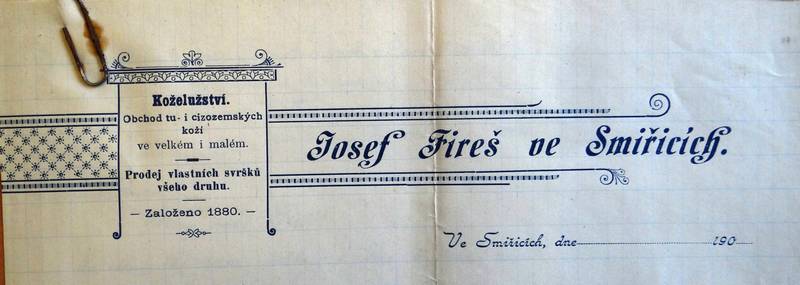 Koželužství.
Obchod tu- i cizozemských
koží
ve velkém i malém.
Prodej vlastních svršků
všeho druhu.
— Založeno 1880. —
Josef Fireš ve Smiřicích.
Ve Smiřicích, dne 190